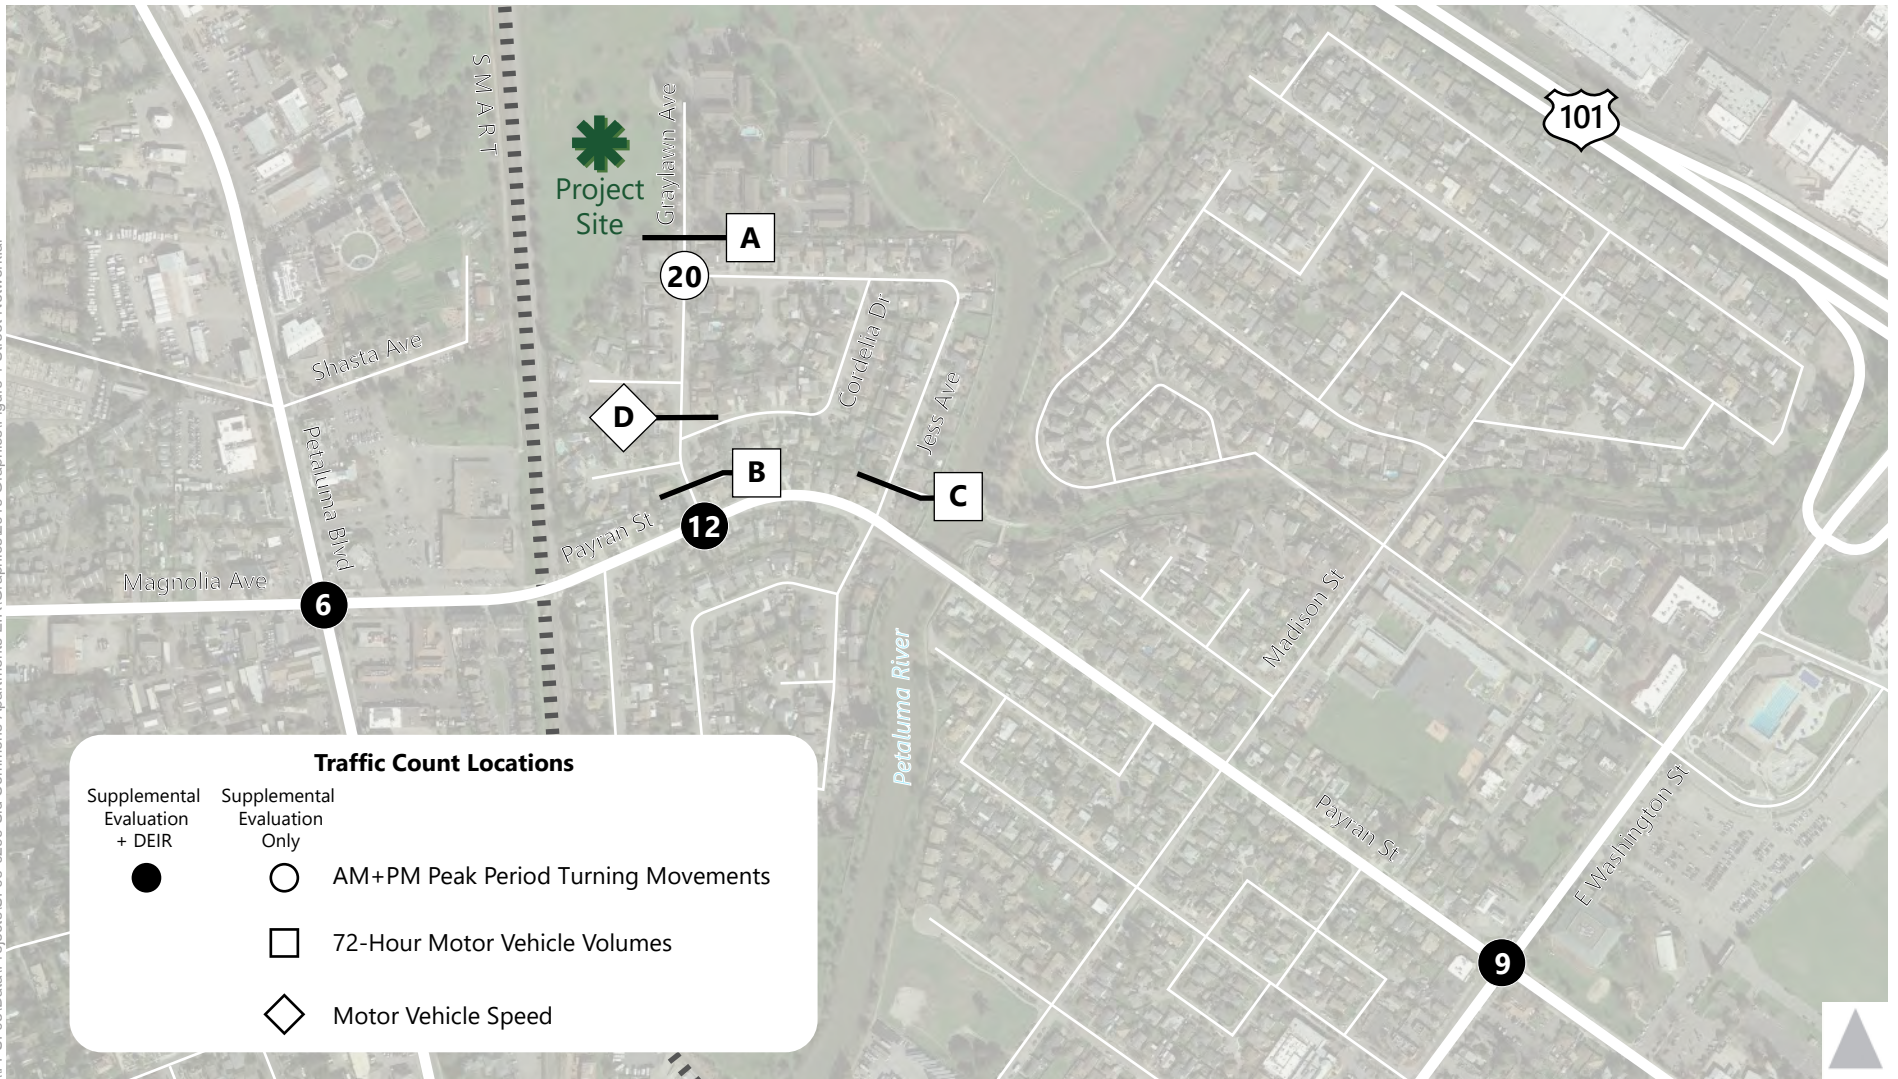 SMART
Graylawn Ave
101
Project
Site
A
20
Shasta Ave
Cordelia Dr
Jess Ave
D
B
C
Petaluma Blvd
Payran St
12
Magnolia Ave
6
Madison St
Petaluma River
Payran St
E Washington St
9
Traffic Count Locations
Supplemental
Evaluation
+ DEIR
Supplemental
Evaluation
Only
AM+PM Peak Period Turning Movements
72-Hour Motor Vehicle Volumes
Motor Vehicle Speed